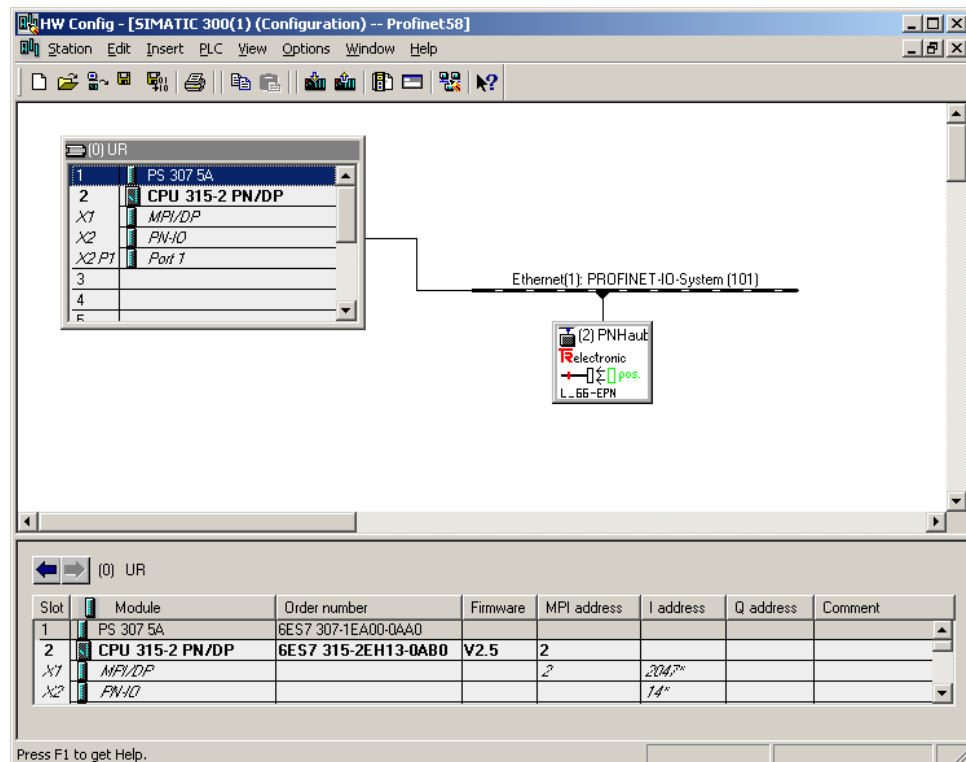 HW Config - [SIMATIC 300(1) (Configuration) -- Profinet58]
Station Edit Insert PLC View Options Window Help
(0) UR
1 PS 307 5A
2 CPU 315-2 PN/DP
X1 MPI/DP
X2 PN-IO
X2 P1 Port 1
3
4
5
Ethernet(1): PROFINET-IO-System (101)
(2) PNHaut
TRelectronic
pos.
L_66-EPN
(0) UR
Slot Module Order number Firmware MPI address I address Q address Comment
1 PS 307 5A 6ES7 307-1EA00-0AA0
2 CPU 315-2 PN/DP 6ES7 315-2EH13-0AB0 V2.5 2
X1 MPI/DP 2 2047*
X2 PN-IO 14*
Press F1 to get Help.